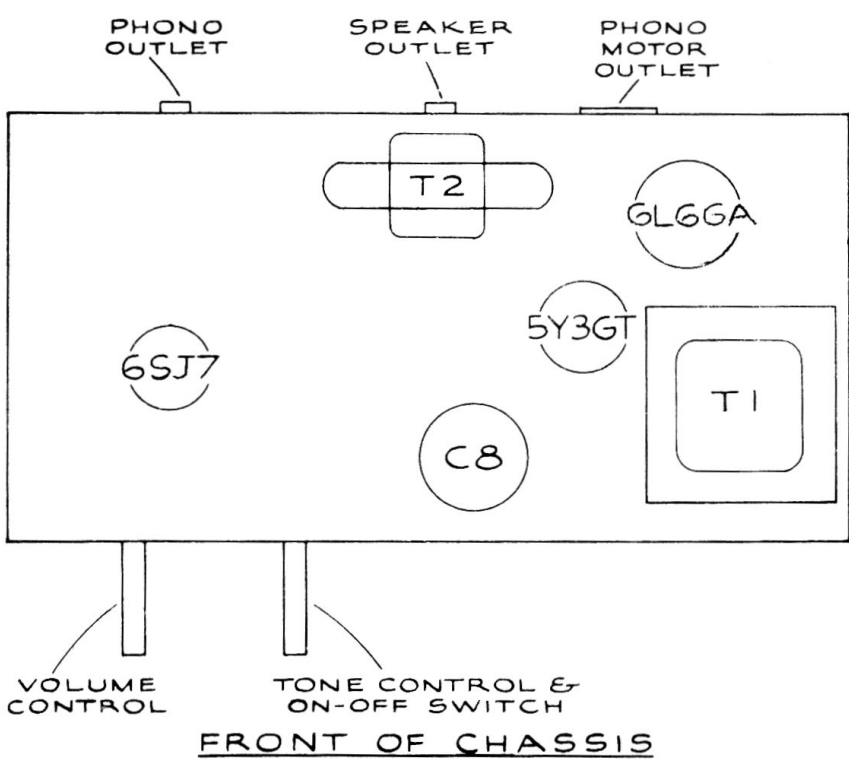 PHONO
OUTLET
SPEAKER
OUTLET
PHONO
MOTOR
OUTLET
T2
6L6GA
5Y3GT
6SJ7
T1
C8
VOLUME
CONTROL
TONE CONTROL &
ON-OFF SWITCH
FRONT OF CHASSIS